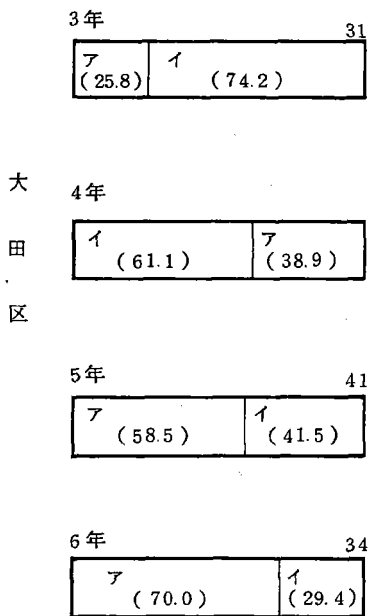 3年
31
ア イ
(25.8) (74.2)
大田区
4年
イ ア
(61.1) (38.9)
5年
41
ア イ
(58.5) (41.5)
6年
34
ア イ
(70.0) (29.4)